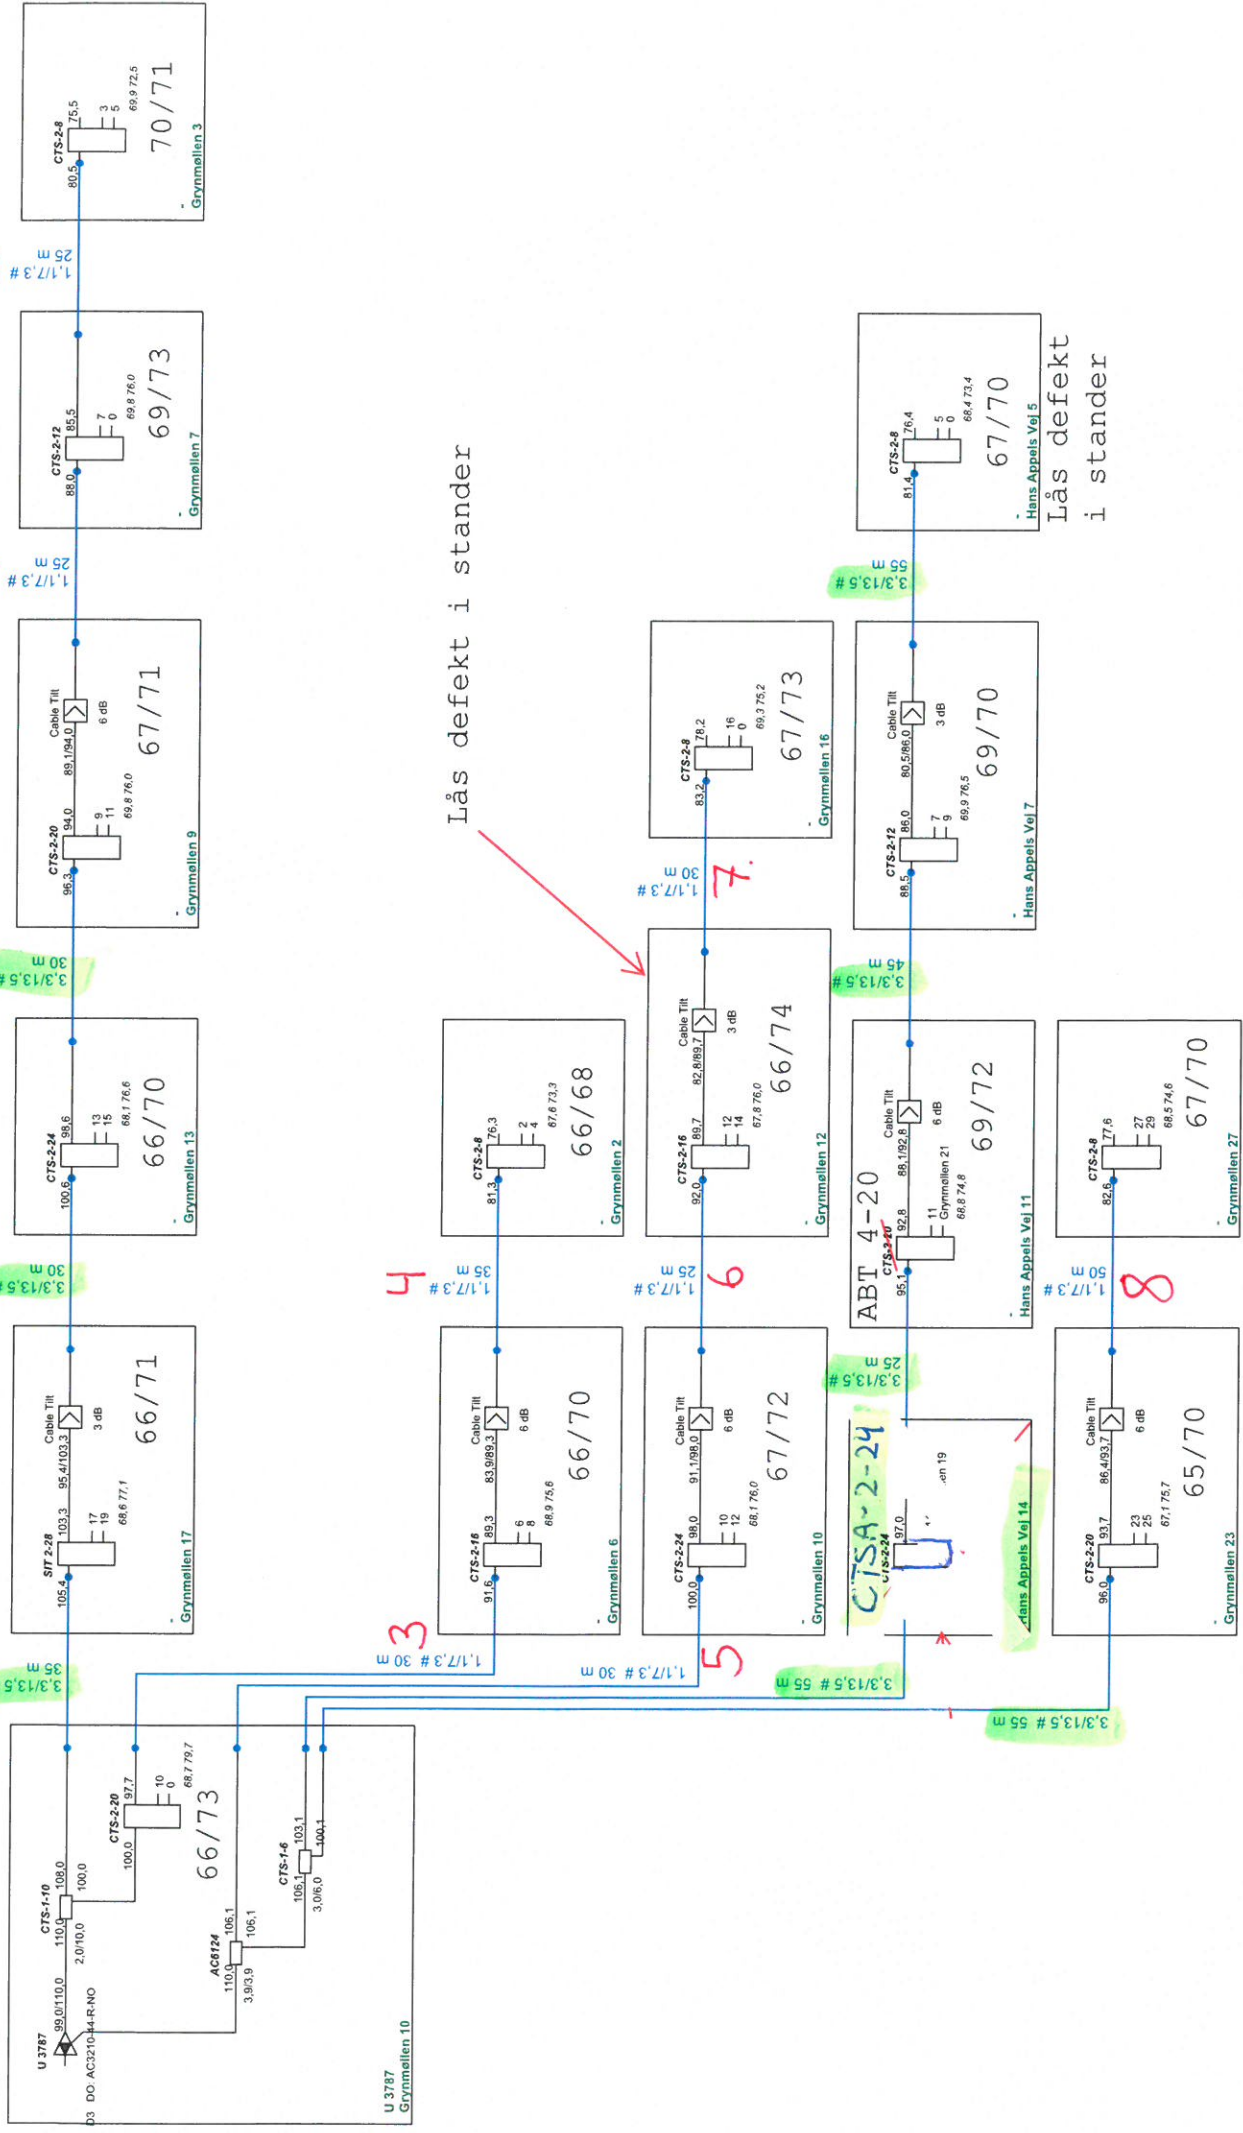 U 3787
99,0/110,0
D3 DO: AC3210-44-R-NO
CTS-1-10
110,0
108,0
100,0
2,0/10,0
CTS-2-20
100,0
97,7
10
0
68,7 79,7
66/73
AC6124
110,0
106,1
106,1
3,9/3,9
CTS-1-6
106,1
103,1
100,1
3,0/6,0
U 3787
Grynmøllen 10
35 m
SIT 2-28
105,4
103,3
17
19
68,6 77,1
95,4/103,3
Cable Tilt
3 dB
66/71
Grynmøllen 17
3,3/13,5 #
30 m
CTS-2-24
100,6
98,6
13
15
68,1 76,6
66/70
Grynmøllen 13
3,3/13,5 #
30 m
CTS-2-20
96,3
94,0
9
11
69,8 76,0
89,1/94,0
Cable Tilt
6 dB
67/71
Grynmøllen 9
1,1/7,3 #
25 m
CTS-2-12
88,0
85,5
7
0
69,8 76,0
69/73
Grynmøllen 7
1,1/7,3 #
25 m
CTS-2-8
80,5
75,5
3
5
69,9 72,5
70/71
Grynmøllen 3
3
1,1/7,3 # 30 m
CTS-2-16
91,6
89,3
6
8
68,9 75,6
83,9/89,3
Cable Tilt
6 dB
66/70
Grynmøllen 6
4
1,1/7,3 #
35 m
CTS-2-8
81,3
76,3
2
4
67,6 73,3
66/68
Grynmøllen 2
Lås defekt i stander
1,1/7,3 # 30 m
5
CTS-2-24
100,0
98,0
10
12
68,1 76,0
91,1/98,0
Cable Tilt
6 dB
67/72
Grynmøllen 10
1,1/7,3 #
25 m
6
CTS-2-16
92,0
89,7
12
14
67,8 76,0
82,8/89,7
Cable Tilt
3 dB
66/74
Grynmøllen 12
1,1/7,3 #
30 m
7.
CTS-2-8
83,2
78,2
16
0
69,3 75,2
67/73
Grynmøllen 16
3,3/13,5 # 55 m
CTSA-2-24
CTS-2-24
97,0
19
Hans Appels Vej 14
3,3/13,5 #
25 m
ABT 4-20
95,1
92,8
11
Grynmøllen 21
68,8 74,8
88,1/92,8
Cable Tilt
6 dB
69/72
Hans Appels Vej 11
3,3/13,5 #
45 m
CTS-2-12
88,5
86,0
7
9
69,9 76,5
80,5/86,0
Cable Tilt
3 dB
69/70
Hans Appels Vej 7
3,3/13,5 #
55 m
CTS-2-8
81,4
76,4
5
0
68,4 73,4
67/70
Hans Appels Vej 5
Lås defekt
i stander
3,3/13,5 # 55 m
CTS-2-20
96,0
93,7
23
25
67,1 75,7
86,4/93,7
Cable Tilt
6 dB
65/70
Grynmøllen 23
1,1/7,3 #
50 m
8
CTS-2-8
82,6
77,6
27
29
68,5 74,6
67/70
Grynmøllen 27